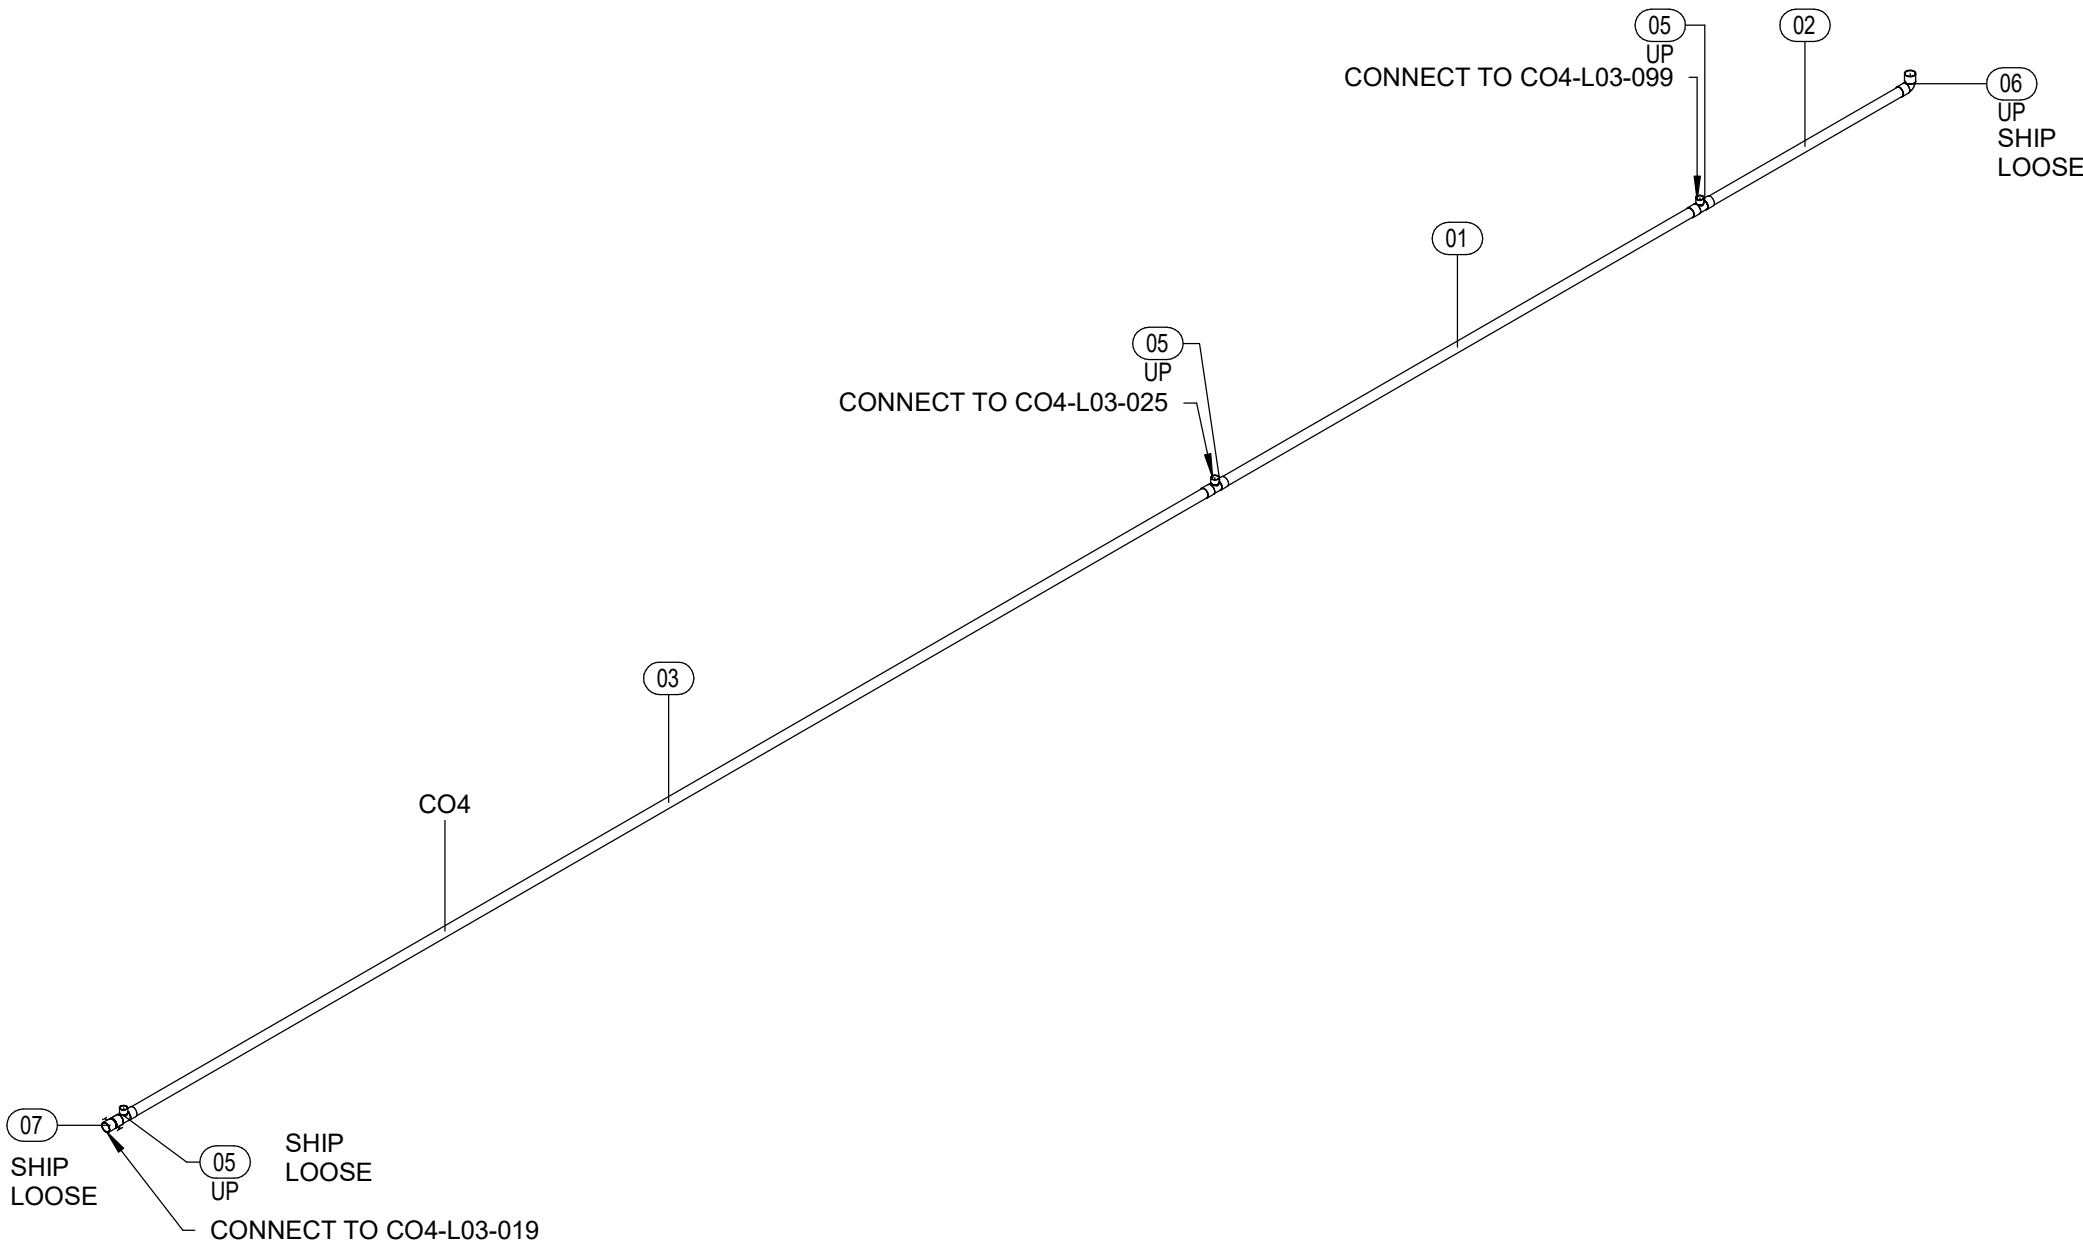 05
UP
CONNECT TO CO4-L03-099
02
06
UP
SHIP
LOOSE
01
05
UP
CONNECT TO CO4-L03-025
03
CO4
07
SHIP
LOOSE
05
UP
SHIP
LOOSE
CONNECT TO CO4-L03-019